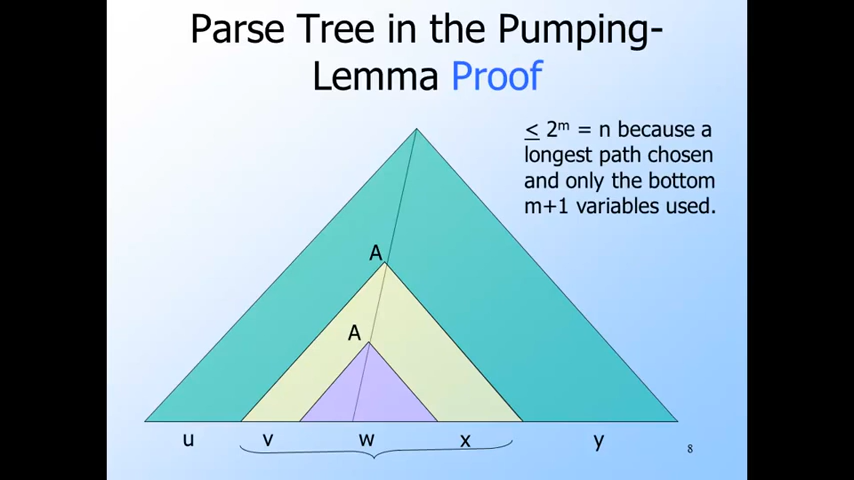 Parse Tree in the Pumping-
Lemma Proof
< 2ᵐ = n because a
longest path chosen
and only the bottom
m+1 variables used.
A
A
u v w x y
8